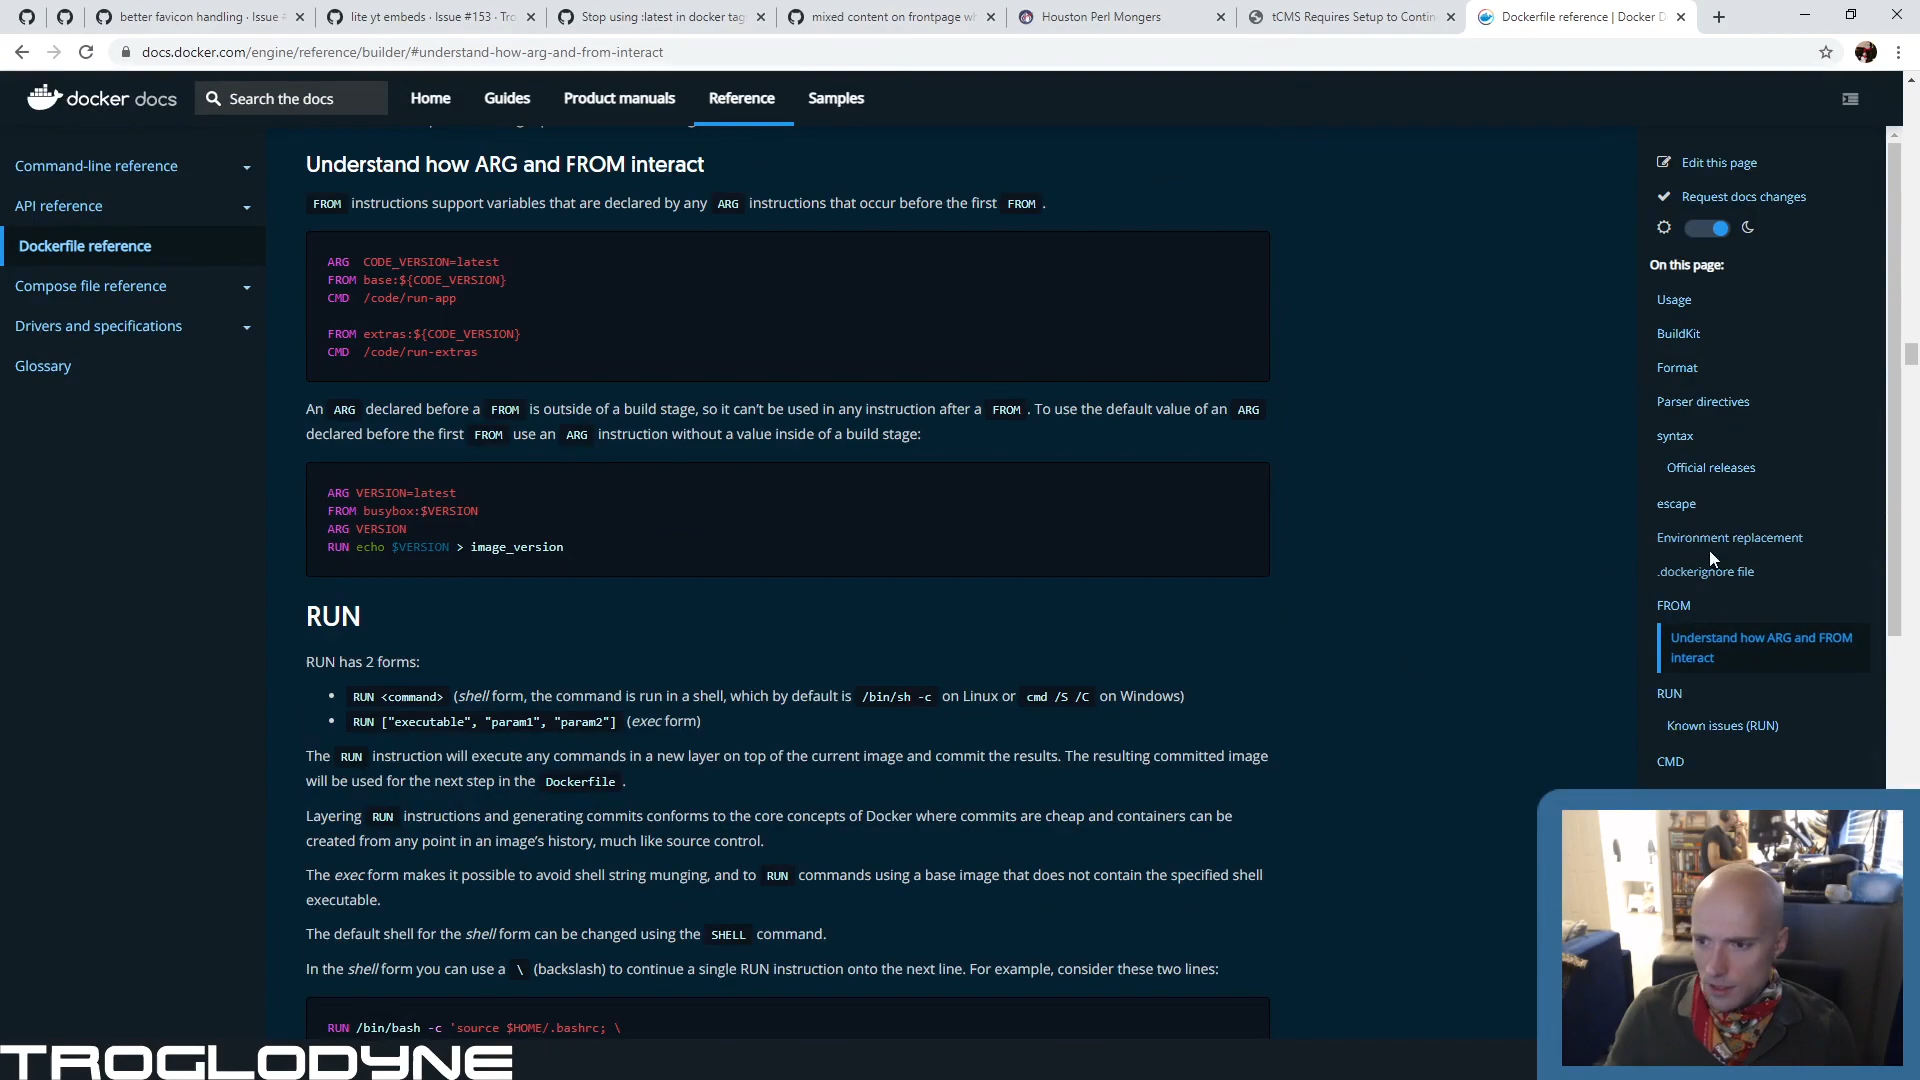 better favicon handling · Issue #
lite yt embeds · Issue #153 · Tro
Stop using :latest in docker tag
mixed content on frontpage wh
Houston Perl Mongers
tCMS Requires Setup to Contin
Dockerfile reference | Docker D
docs.docker.com/engine/reference/builder/#understand-how-arg-and-from-interact
docker docs
Search the docs
Home
Guides
Product manuals
Reference
Samples
Command-line reference
API reference
Dockerfile reference
Compose file reference
Drivers and specifications
Glossary
Understand how ARG and FROM interact
FROM instructions support variables that are declared by any ARG instructions that occur before the first FROM .
ARG CODE_VERSION=latest
FROM base:${CODE_VERSION}
CMD /code/run-app
FROM extras:${CODE_VERSION}
CMD /code/run-extras
An ARG declared before a FROM is outside of a build stage, so it can't be used in any instruction after a FROM . To use the default value of an ARG
declared before the first FROM use an ARG instruction without a value inside of a build stage:
ARG VERSION=latest
FROM busybox:$VERSION
ARG VERSION
RUN echo $VERSION > image_version
RUN
RUN has 2 forms:
• RUN <command> (shell form, the command is run in a shell, which by default is /bin/sh -c on Linux or cmd /S /C on Windows)
• RUN ["executable", "param1", "param2"] (exec form)
The RUN instruction will execute any commands in a new layer on top of the current image and commit the results. The resulting committed image
will be used for the next step in the Dockerfile .
Layering RUN instructions and generating commits conforms to the core concepts of Docker where commits are cheap and containers can be
created from any point in an image's history, much like source control.
The exec form makes it possible to avoid shell string munging, and to RUN commands using a base image that does not contain the specified shell
executable.
The default shell for the shell form can be changed using the SHELL command.
In the shell form you can use a \ (backslash) to continue a single RUN instruction onto the next line. For example, consider these two lines:
RUN /bin/bash -c 'source $HOME/.bashrc; \
Edit this page
Request docs changes
On this page:
Usage
BuildKit
Format
Parser directives
syntax
Official releases
escape
Environment replacement
.dockerignore file
FROM
Understand how ARG and FROM
interact
RUN
Known issues (RUN)
CMD
TROGLODYNE